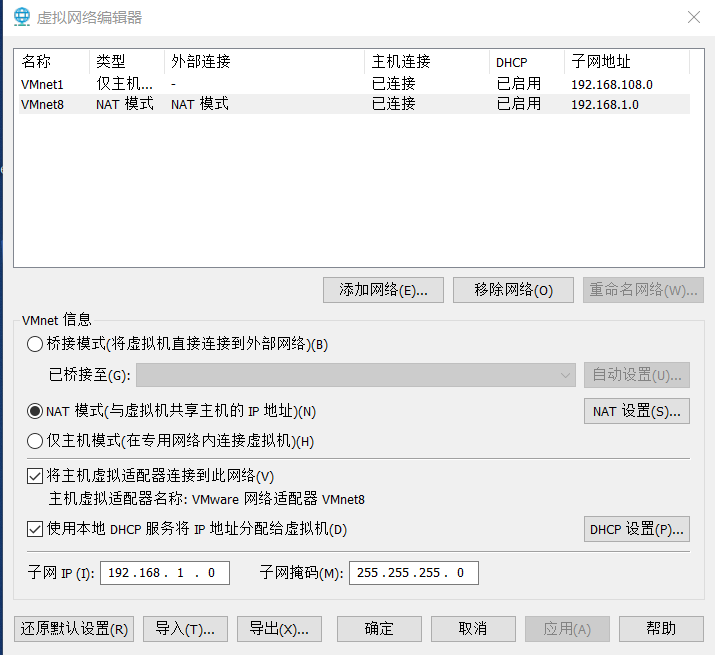 虚拟网络编辑器
名称 类型 外部连接 主机连接 DHCP 子网地址
VMnet1 仅主机... - 已连接 已启用 192.168.108.0
VMnet8 NAT 模式 NAT 模式 已连接 已启用 192.168.1.0
添加网络(E)... 移除网络(O) 重命名网络(W)...
VMnet 信息
桥接模式(将虚拟机直接连接到外部网络)(B)
已桥接至(G): 自动设置(U)...
NAT 模式(与虚拟机共享主机的 IP 地址)(N) NAT 设置(S)...
仅主机模式(在专用网络内连接虚拟机)(H)
将主机虚拟适配器连接到此网络(V)
主机虚拟适配器名称: VMware 网络适配器 VMnet8
使用本地 DHCP 服务将 IP 地址分配给虚拟机(D) DHCP 设置(P)...
子网 IP (I): 192.168. 1 . 0 子网掩码(M): 255.255.255. 0
还原默认设置(R) 导入(T)... 导出(X)... 确定 取消 应用(A) 帮助